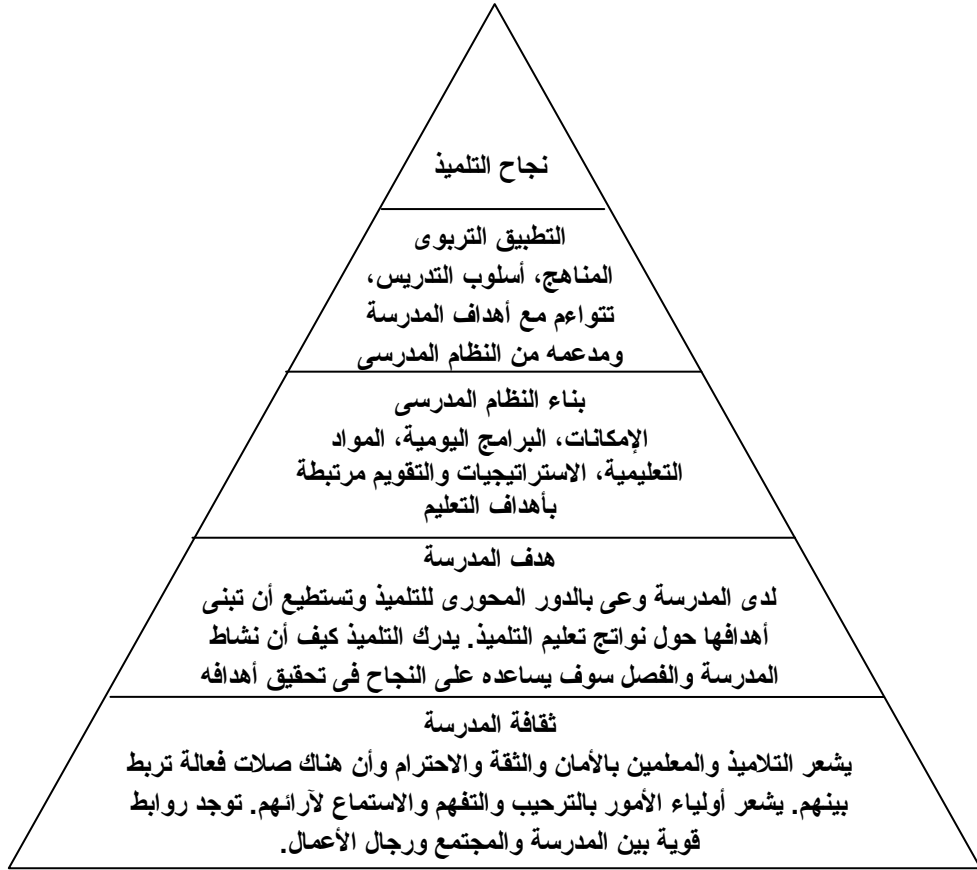 نجاح التلميذ
التطبيق التربوى
المناهج، أسلوب التدريس،
تتواءم مع أهداف المدرسة
ومدعمه من النظام المدرسى
بناء النظام المدرسى
الإمكانات، البرامج اليومية، المواد
التعليمية، الاستراتيجيات والتقويم مرتبطة
بأهداف التعليم
هدف المدرسة
لدى المدرسة وعى بالدور المحورى للتلميذ وتستطيع أن تبنى
أهدافها حول نواتج تعليم التلميذ. يدرك التلميذ كيف أن نشاط
المدرسة والفصل سوف يساعده على النجاح فى تحقيق أهدافه
ثقافة المدرسة
يشعر التلاميذ والمعلمين بالأمان والثقة والاحترام وأن هناك صلات فعالة تربط
بينهم. يشعر أولياء الأمور بالترحيب والتفهم والاستماع لآرائهم. توجد روابط
قوية بين المدرسة والمجتمع ورجال الأعمال.